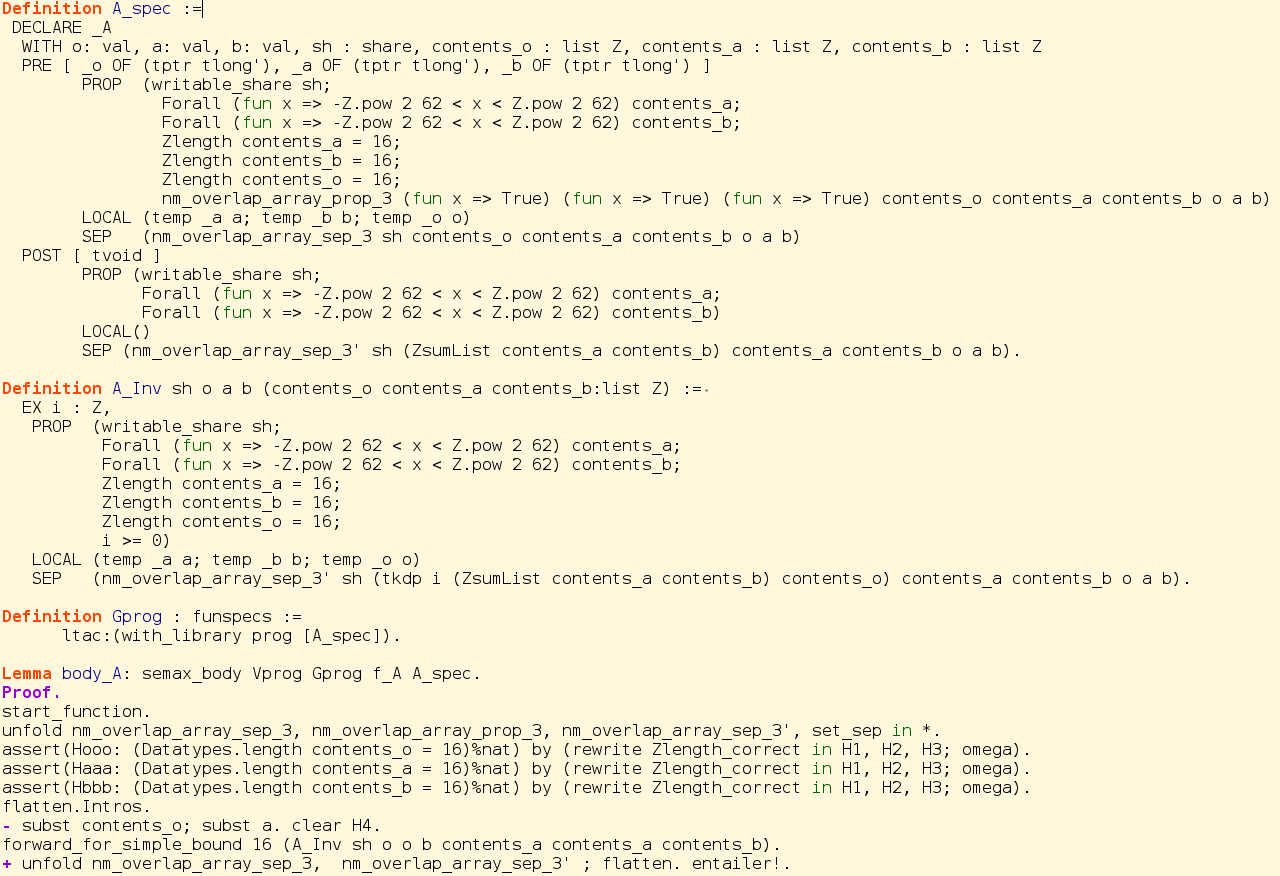 Definition A_spec :=
DECLARE _A
WITH o: val, a: val, b: val, sh : share, contents_o : list Z, contents_a : list Z, contents_b : list Z
PRE [ _o OF (tptr tlong'), _a OF (tptr tlong'), _b OF (tptr tlong') ]
PROP (writable_share sh;
Forall (fun x => -Z.pow 2 62 < x < Z.pow 2 62) contents_a;
Forall (fun x => -Z.pow 2 62 < x < Z.pow 2 62) contents_b;
Zlength contents_a = 16;
Zlength contents_b = 16;
Zlength contents_o = 16;
nm_overlap_array_prop_3 (fun x => True) (fun x => True) (fun x => True) contents_o contents_a contents_b o a b)
LOCAL (temp _a a; temp _b b; temp _o o)
SEP (nm_overlap_array_sep_3 sh contents_o contents_a contents_b o a b)
POST [ tvoid ]
PROP (writable_share sh;
Forall (fun x => -Z.pow 2 62 < x < Z.pow 2 62) contents_a;
Forall (fun x => -Z.pow 2 62 < x < Z.pow 2 62) contents_b)
LOCAL()
SEP (nm_overlap_array_sep_3' sh (ZsumList contents_a contents_b) contents_a contents_b o a b).
Definition A_Inv sh o a b (contents_o contents_a contents_b:list Z) :=
EX i : Z,
PROP (writable_share sh;
Forall (fun x => -Z.pow 2 62 < x < Z.pow 2 62) contents_a;
Forall (fun x => -Z.pow 2 62 < x < Z.pow 2 62) contents_b;
Zlength contents_a = 16;
Zlength contents_b = 16;
Zlength contents_o = 16;
i >= 0)
LOCAL (temp _a a; temp _b b; temp _o o)
SEP (nm_overlap_array_sep_3' sh (tkdp i (ZsumList contents_a contents_b) contents_o) contents_a contents_b o a b).
Definition Gprog : funspecs :=
ltac:(with_library prog [A_spec]).
Lemma body_A: semax_body Vprog Gprog f_A A_spec.
Proof.
start_function.
unfold nm_overlap_array_sep_3, nm_overlap_array_prop_3, nm_overlap_array_sep_3', set_sep in *.
assert(Hooo: (Datatypes.length contents_o = 16)%nat) by (rewrite Zlength_correct in H1, H2, H3; omega).
assert(Haaa: (Datatypes.length contents_a = 16)%nat) by (rewrite Zlength_correct in H1, H2, H3; omega).
assert(Hbbb: (Datatypes.length contents_b = 16)%nat) by (rewrite Zlength_correct in H1, H2, H3; omega).
flatten.Intros.
- subst contents_o; subst a. clear H4.
forward_for_simple_bound 16 (A_Inv sh o o b contents_a contents_a contents_b).
+ unfold nm_overlap_array_sep_3, nm_overlap_array_sep_3' ; flatten. entailer!.